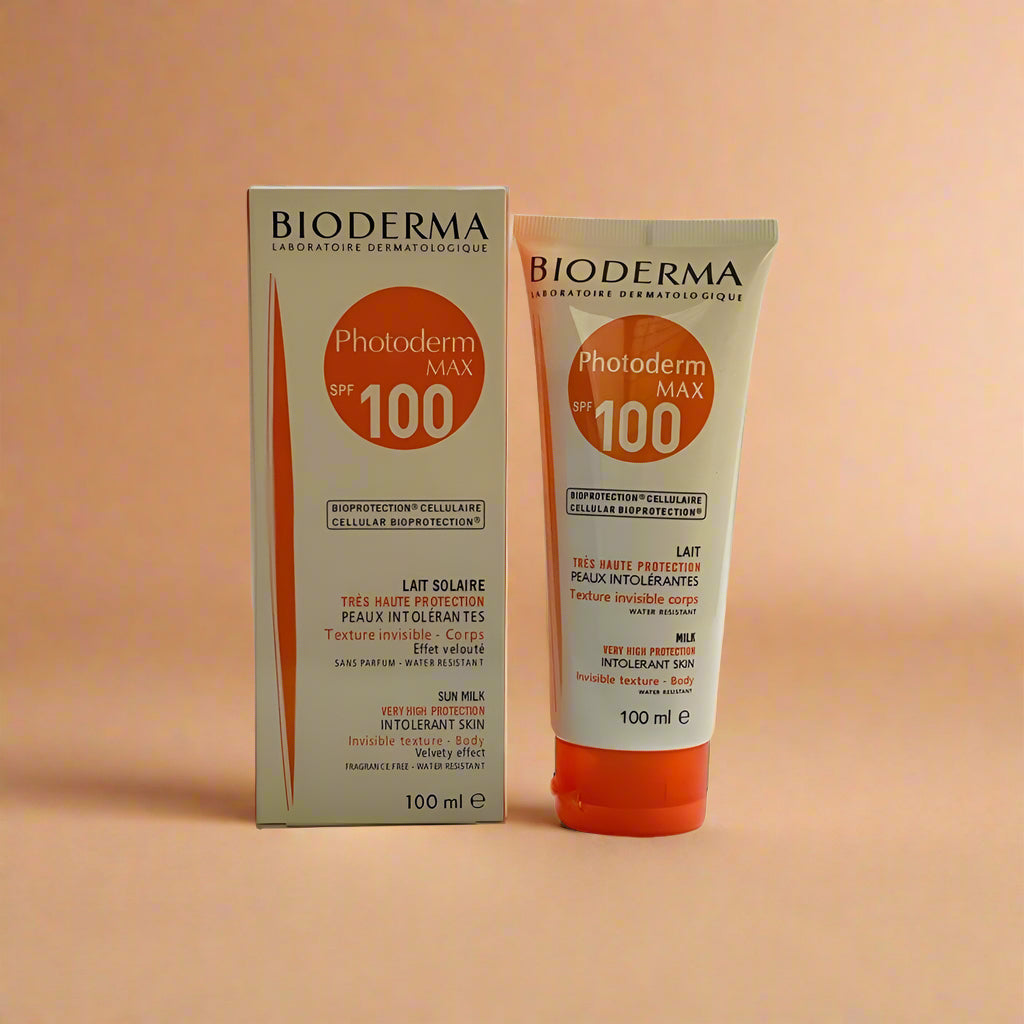 BIODERMA
LABORATOIRE DERMATOLOGIQUE
Photoderm
MAX
SPF 100
BIOPROTECTION® CELLULAIRE
CELLULAR BIOPROTECTION®
LAIT SOLAIRE
TRÈS HAUTE PROTECTION
PEAUX INTOLÉRANTES
Texture invisible - Corps
Effet velouté
SANS PARFUM - WATER RESISTANT
SUN MILK
VERY HIGH PROTECTION
INTOLERANT SKIN
Invisible texture - Body
Velvety effect
FRAGRANCE FREE - WATER RESISTANT
100 ml e
BIODERMA
LABORATOIRE DERMATOLOGIQUE
Photoderm
MAX
SPF 100
BIOPROTECTION® CELLULAIRE
CELLULAR BIOPROTECTION®
LAIT
TRÈS HAUTE PROTECTION
PEAUX INTOLÉRANTES
Texture invisible corps
WATER RESISTANT
MILK
VERY HIGH PROTECTION
INTOLERANT SKIN
Invisible texture - Body
WATER RESISTANT
100 ml e